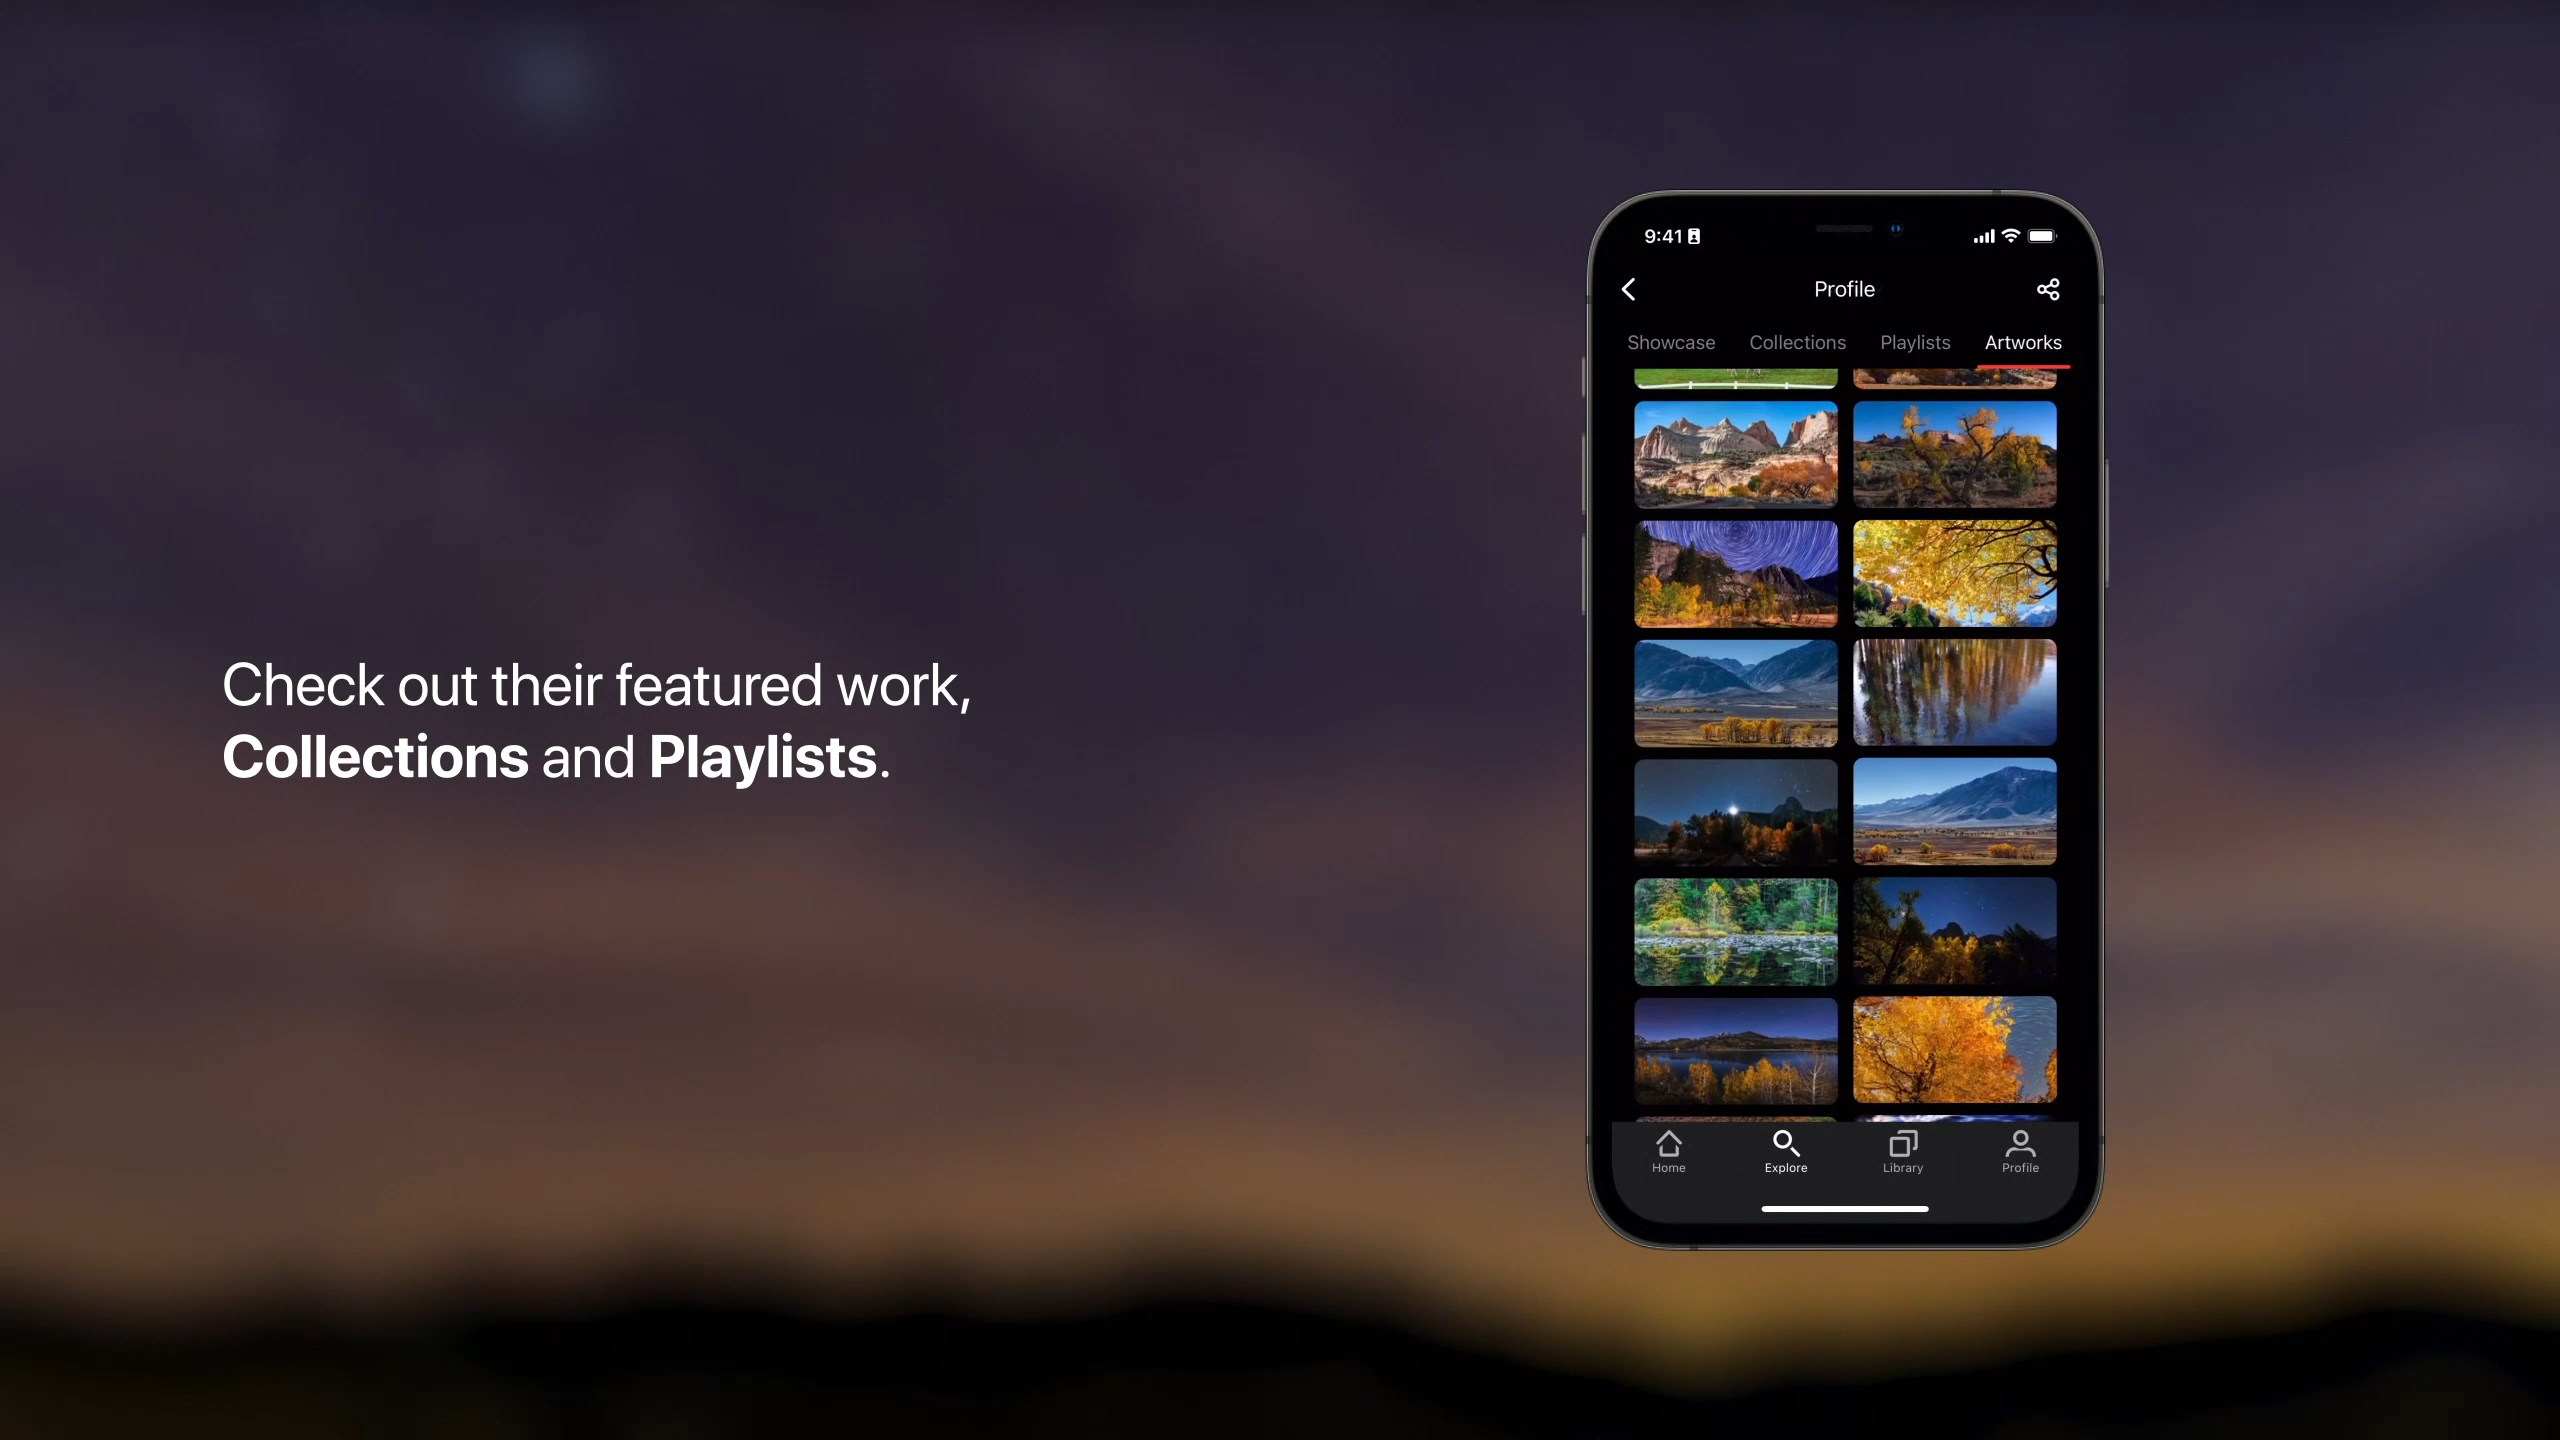 Check out their featured work,
Collections and Playlists.
9:41
Profile
Showcase Collections Playlists Artworks
Home Explore Library Profile